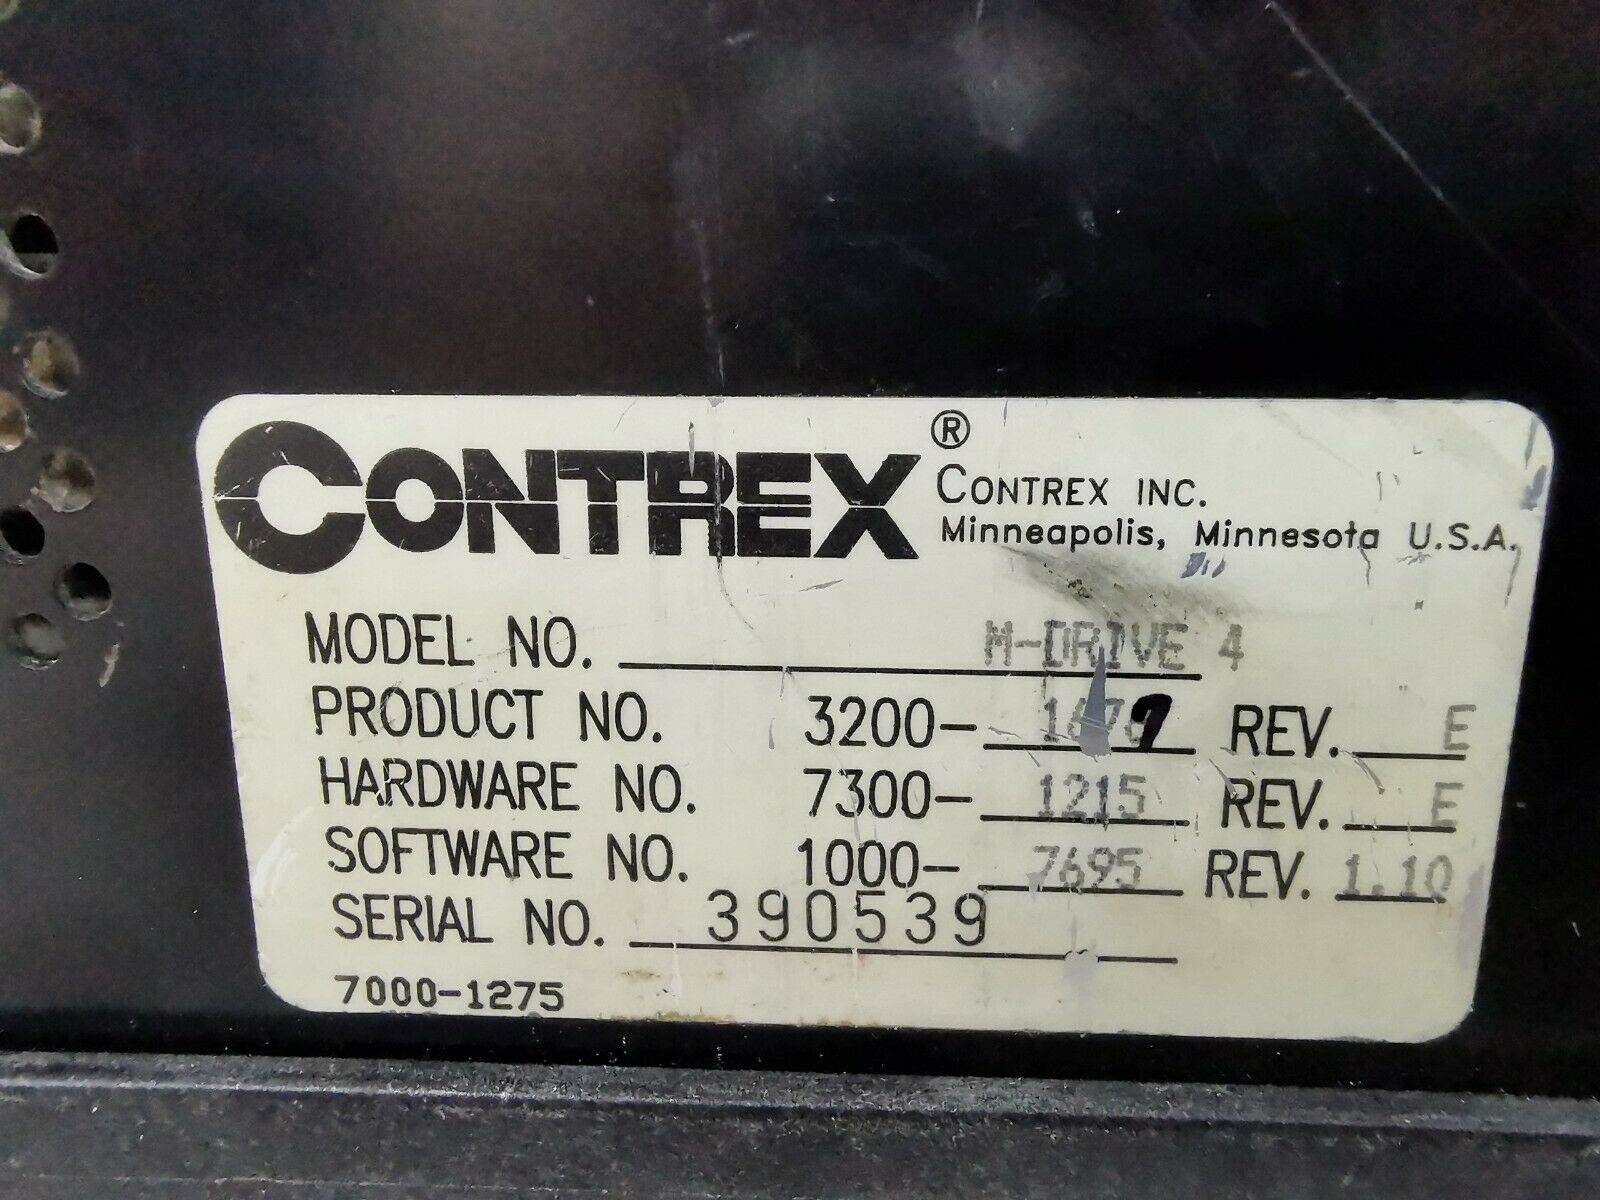 CONTREX ®
CONTREX INC.
Minneapolis, Minnesota U.S.A.
MODEL NO. M-DRIVE 4
PRODUCT NO. 3200- REV. E
HARDWARE NO. 7300-1215 REV. E
SOFTWARE NO. 1000-7695 REV. 1.10
SERIAL NO. 390539
7000-1275